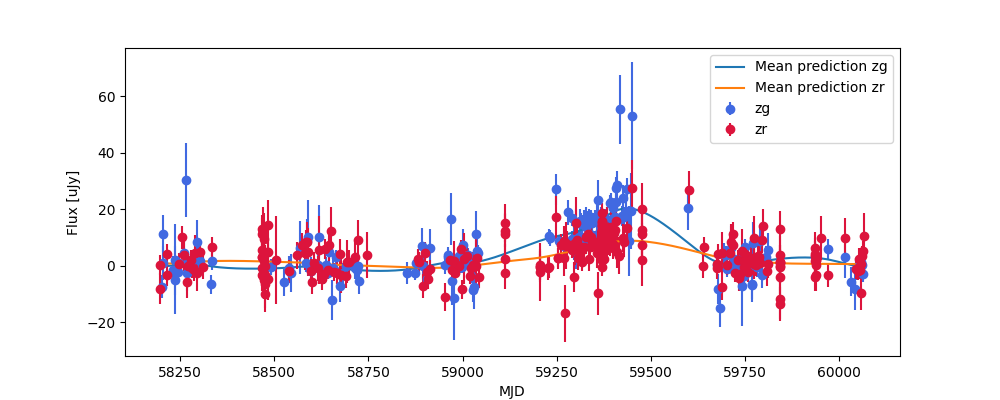 Mean prediction zg
Mean prediction zr
zg
zr
60
40
20
0
−20
Flux [uJy]
58250 58500 58750 59000 59250 59500 59750 60000
MJD